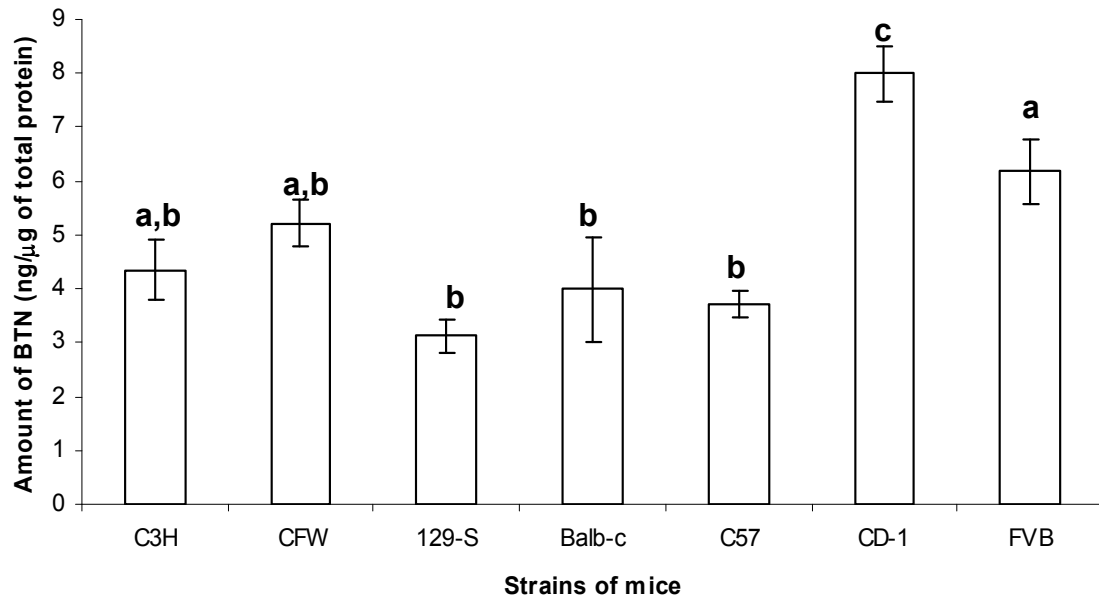 Amount of BTN (ng/μg of total protein)
9
8
7
6
5
4
3
2
1
0
a,b
a,b
b
b
b
c
a
C3H CFW 129-S Balb-c C57 CD-1 FVB
Strains of mice